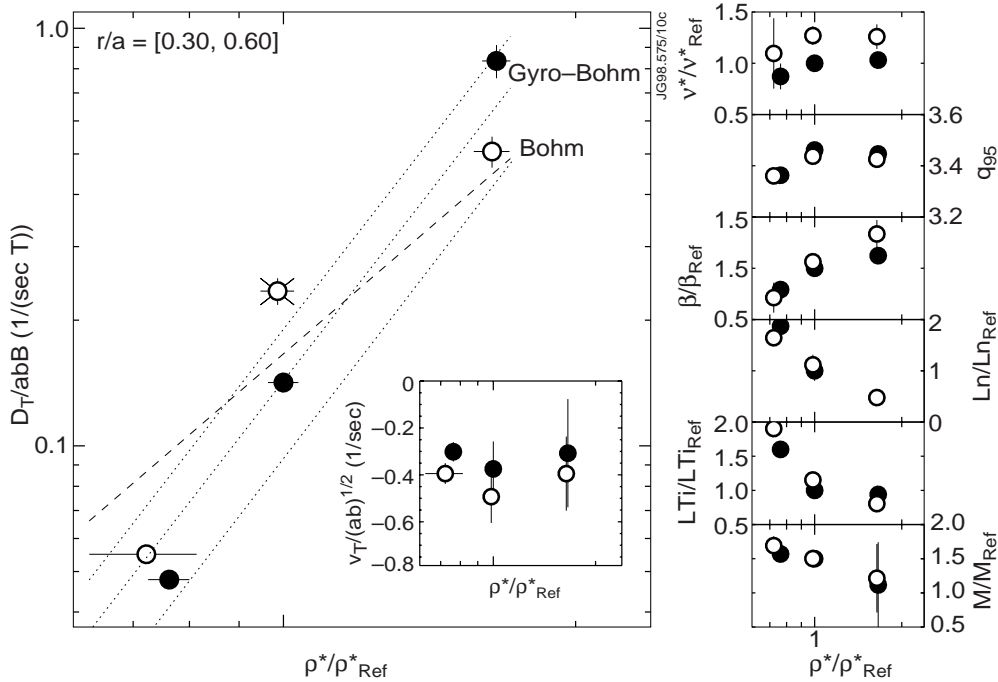 1.0
r/a = [0.30, 0.60]
Gyro–Bohm
Bohm
D_T/abB (1/(sec T))
0.1
ρ*/ρ*_Ref
JG98.575/10c
0
–0.2
–0.4
–0.6
–0.8
v_T/(ab)^1/2 (1/sec)
ρ*/ρ*_Ref
1.5
1.0
0.5
ν*/ν*_Ref
3.6
3.4
3.2
q_95
1.5
1.5
0.5
β/β_Ref
2
1
0
Ln/Ln_Ref
2.0
1.5
1.0
0.5
LTi/LTi_Ref
2.0
1.5
1.0
0.5
M/M_Ref
1
ρ*/ρ*_Ref